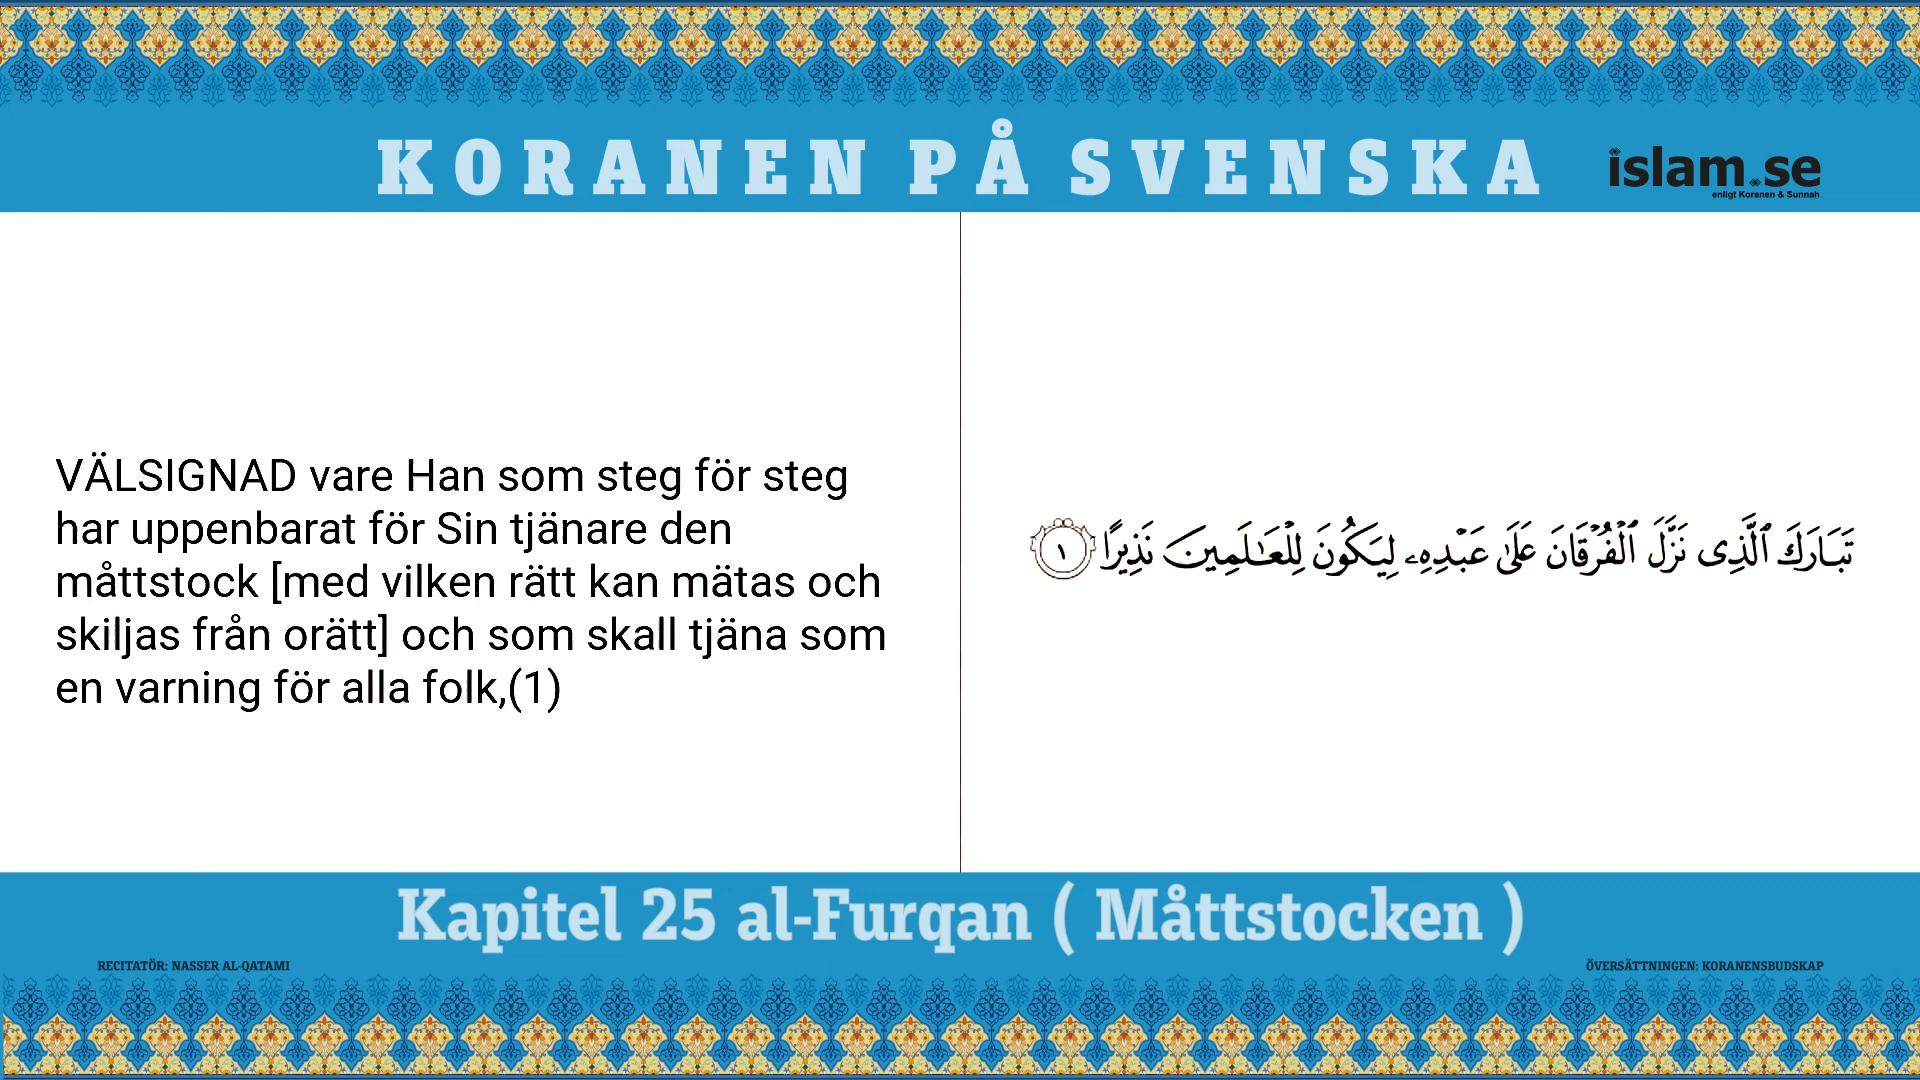 KORANEN PÅ SVENSKA
islam.se
enligt Koranen & Sunnah
VÄLSIGNAD vare Han som steg för steg
har uppenbarat för Sin tjänare den
måttstock [med vilken rätt kan mätas och
skiljas från orätt] och som skall tjäna som
en varning för alla folk,(1)
تَبَارَكَ ٱلَّذِى نَزَّلَ ٱلْفُرْقَانَ عَلَىٰ عَبْدِهِۦ لِيَكُونَ لِلْعَـٰلَمِينَ نَذِيرًا ١
Kapitel 25 al-Furqan ( Måttstocken )
RECITATÖR: NASSER AL-QATAMI
ÖVERSÄTTNINGEN: KORANENSBUDSKAP